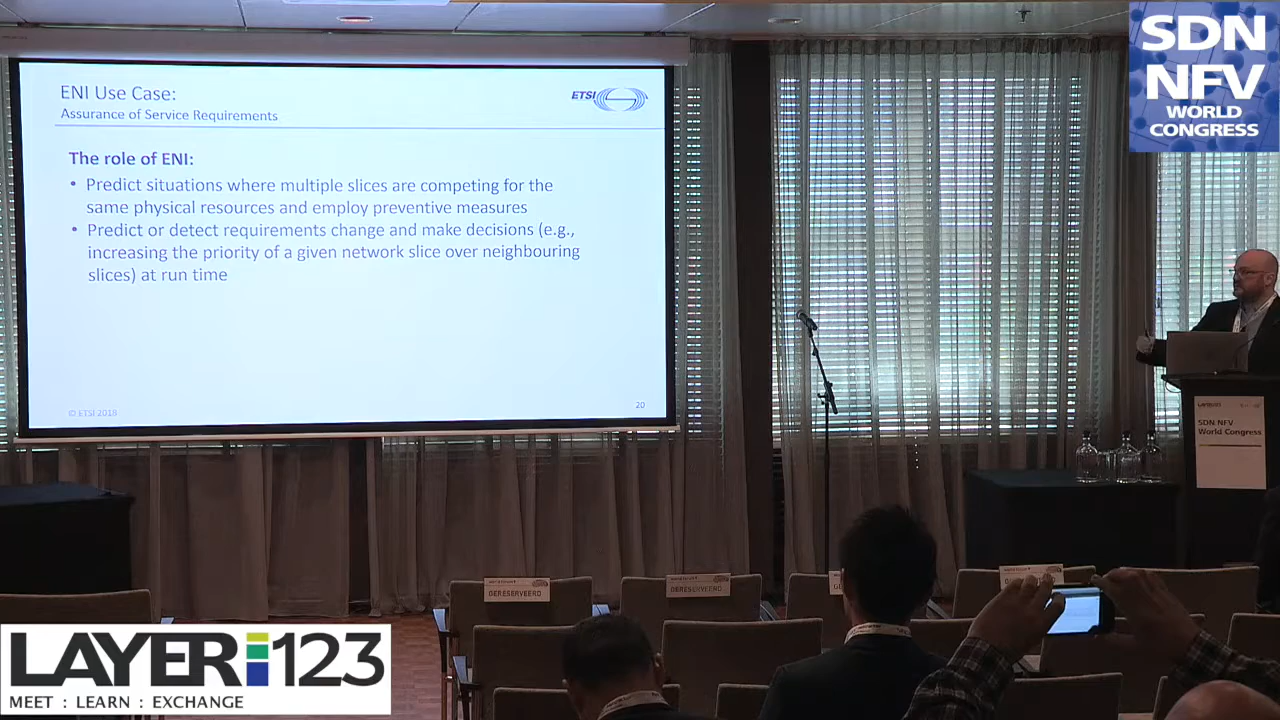 ENI Use Case:
Assurance of Service Requirements
ETSI
The role of ENI:
• Predict situations where multiple slices are competing for the
same physical resources and employ preventive measures
• Predict or detect requirements change and make decisions (e.g.,
increasing the priority of a given network slice over neighbouring
slices) at run time
© ETSI 2018
20
SDN
NFV
WORLD
CONGRESS
SDN NFV
World Congress
GERESERVEERD
GERESERVEERD
LAYER 123
MEET : LEARN : EXCHANGE